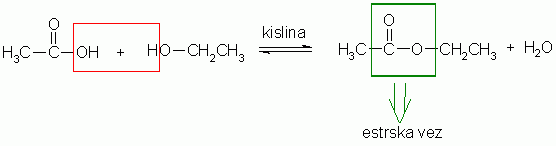 O O
kislina
H3C–C–OH + HO–CH2CH3 ⇌ H3C–C–O–CH2CH3 + H2O
estrska vez